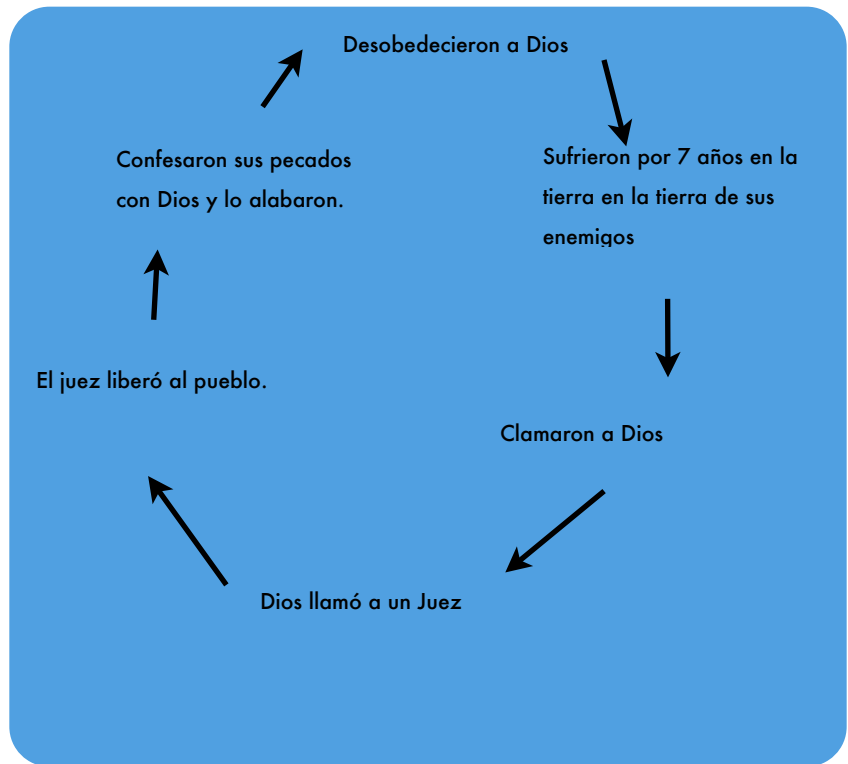 Desobedecieron a Dios
Sufrieron por 7 años en la
tierra en la tierra de sus
enemigos
Clamaron a Dios
Dios llamó a un Juez
El juez liberó al pueblo.
Confesaron sus pecados
con Dios y lo alabaron.